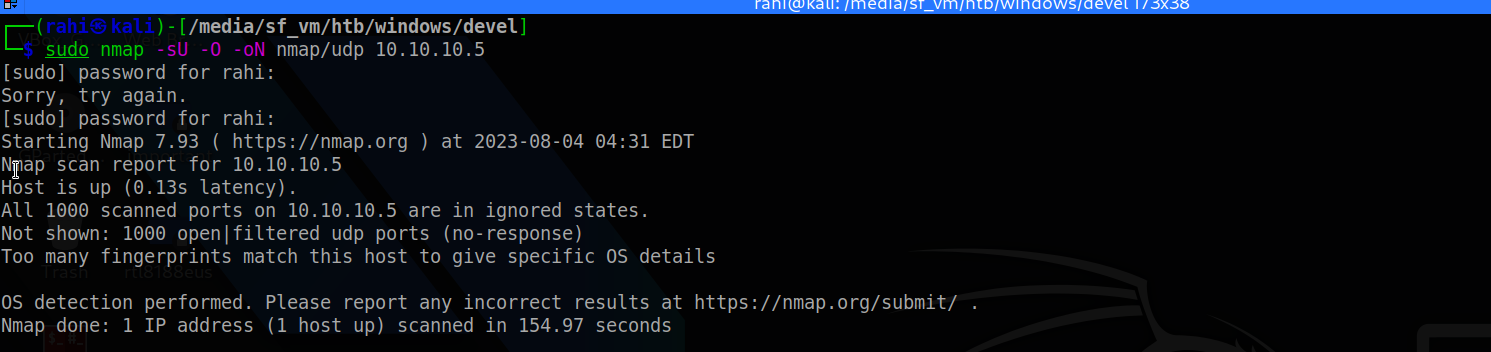 rahi@kali: /media/sf_vm/htb/windows/devel 173x38
┌──(rahi㉿kali)-[/media/sf_vm/htb/windows/devel]
└─$ sudo nmap -sU -O -oN nmap/udp 10.10.10.5
[sudo] password for rahi:
Sorry, try again.
[sudo] password for rahi:
Starting Nmap 7.93 ( https://nmap.org ) at 2023-08-04 04:31 EDT
Nmap scan report for 10.10.10.5
Host is up (0.13s latency).
All 1000 scanned ports on 10.10.10.5 are in ignored states.
Not shown: 1000 open|filtered udp ports (no-response)
Too many fingerprints match this host to give specific OS details
Trash rtl8188eus
OS detection performed. Please report any incorrect results at https://nmap.org/submit/ .
Nmap done: 1 IP address (1 host up) scanned in 154.97 seconds